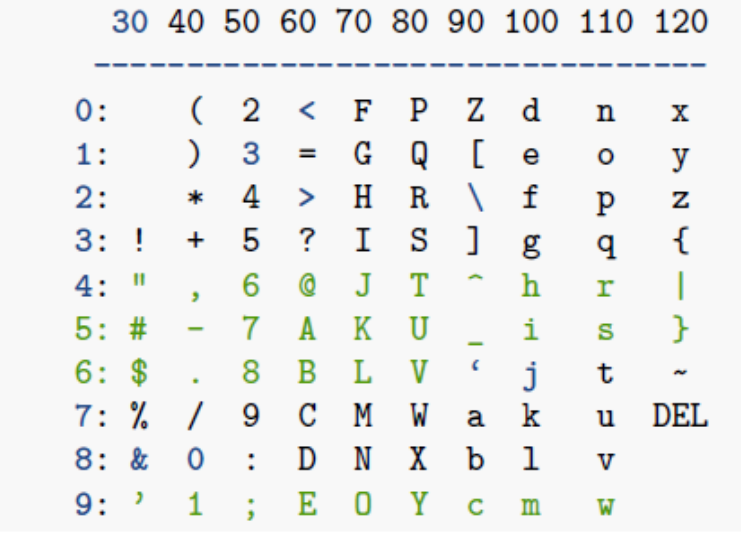 30 40 50 60 70 80 90 100 110 120
---------------------------------
0: ( 2 < F P Z d n x
1: ) 3 = G Q [ e o y
2: * 4 > H R \ f p z
3: ! + 5 ? I S ] g q {
4: " , 6 @ J T ^ h r |
5: # - 7 A K U _ i s }
6: $ . 8 B L V ‘ j t ~
7: % / 9 C M W a k u DEL
8: & 0 : D N X b l v
9: ’ 1 ; E O Y c m w